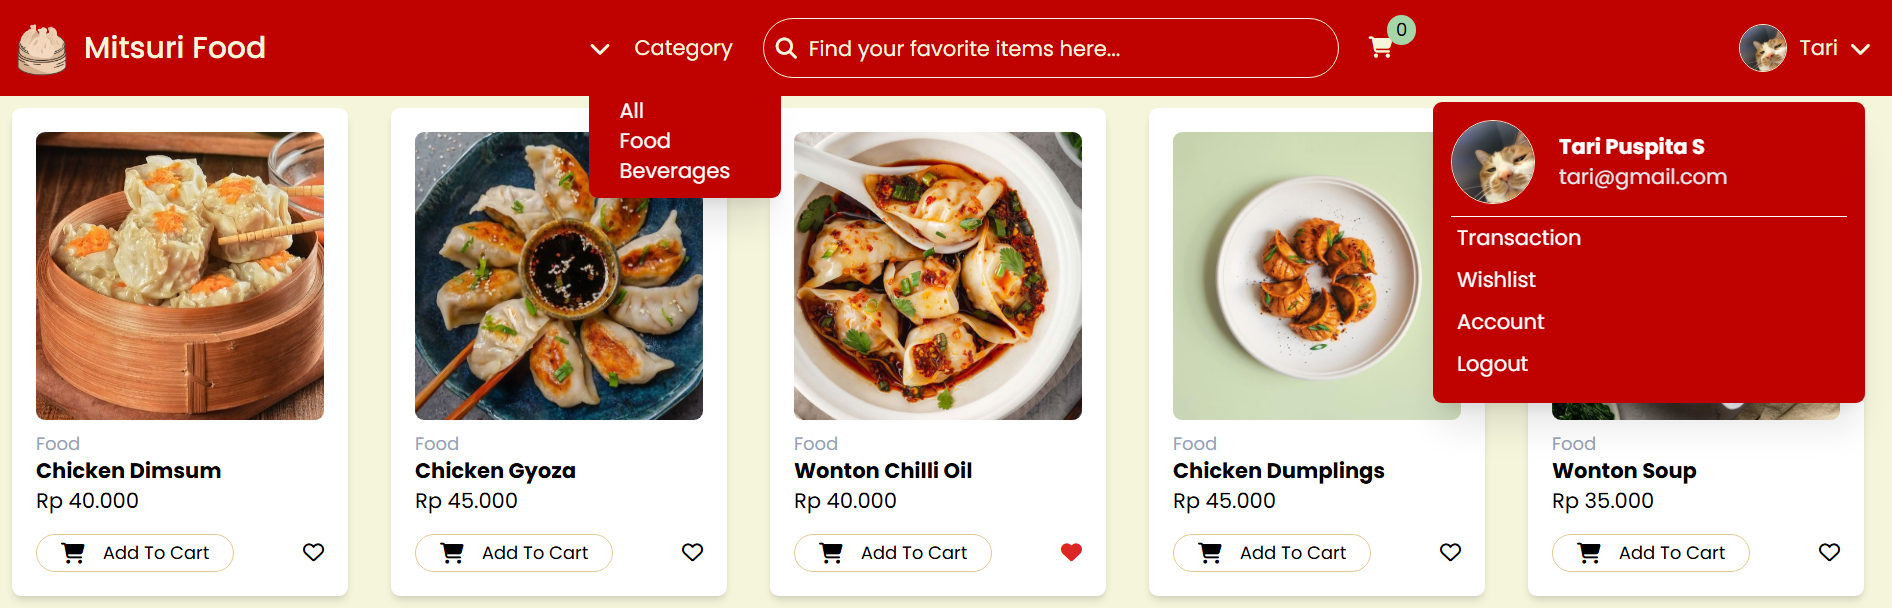 Mitsuri Food
Category
Find your favorite items here...
0
Tari
All
Food
Beverages
Tari Puspita S
tari@gmail.com
Transaction
Wishlist
Account
Logout
Food
Chicken Dimsum
Rp 40.000
Add To Cart
Food
Chicken Gyoza
Rp 45.000
Add To Cart
Food
Wonton Chilli Oil
Rp 40.000
Add To Cart
Food
Chicken Dumplings
Rp 45.000
Add To Cart
Food
Wonton Soup
Rp 35.000
Add To Cart